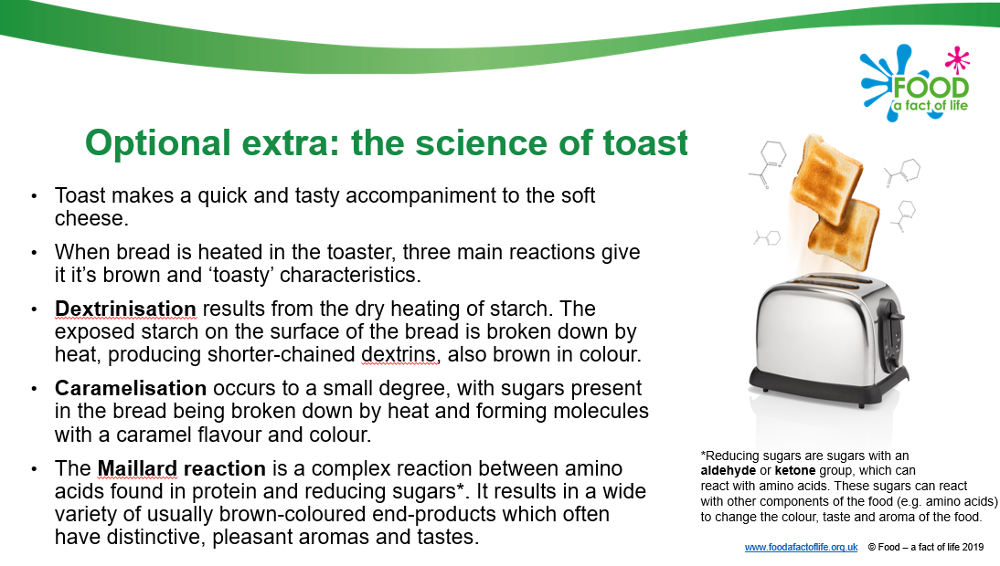 FOOD
a fact of life
Optional extra: the science of toast
• Toast makes a quick and tasty accompaniment to the soft
cheese.
• When bread is heated in the toaster, three main reactions give
it it’s brown and ‘toasty’ characteristics.
• Dextrinisation results from the dry heating of starch. The
exposed starch on the surface of the bread is broken down by
heat, producing shorter-chained dextrins, also brown in colour.
• Caramelisation occurs to a small degree, with sugars present
in the bread being broken down by heat and forming molecules
with a caramel flavour and colour.
• The Maillard reaction is a complex reaction between amino
acids found in protein and reducing sugars*. It results in a wide
variety of usually brown-coloured end-products which often
have distinctive, pleasant aromas and tastes.
*Reducing sugars are sugars with an
aldehyde or ketone group, which can
react with amino acids. These sugars can react
with other components of the food (e.g. amino acids)
to change the colour, taste and aroma of the food.
www.foodafactoflife.org.uk © Food – a fact of life 2019